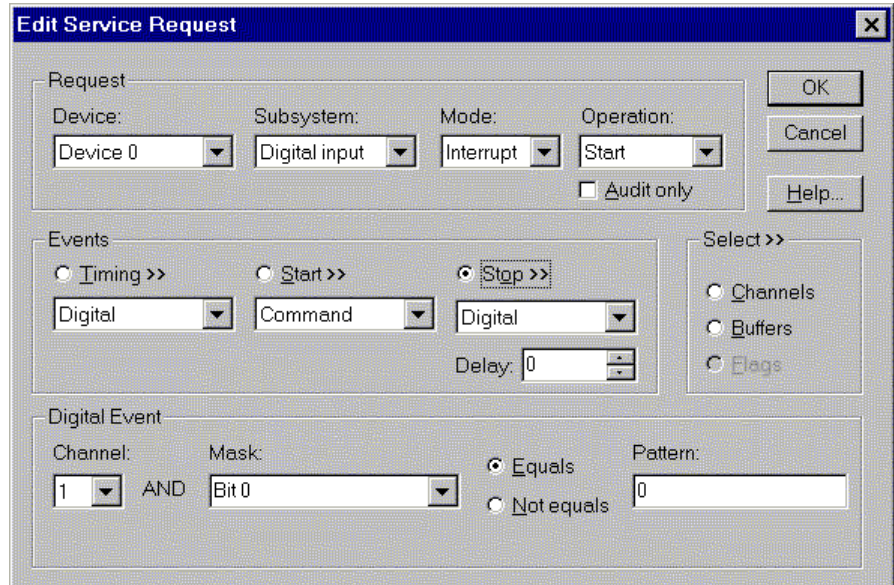 Edit Service Request
Request
Device: Subsystem: Mode: Operation:
Device 0 Digital input Interrupt Start
Audit only
OK
Cancel
Help...
Events
Timing >> Start >> Stop >>
Digital Command Digital
Delay: 0
Select >>
Channels
Buffers
Flags
Digital Event
Channel: Mask: Pattern:
1 AND Bit 0 Equals 0
Not equals